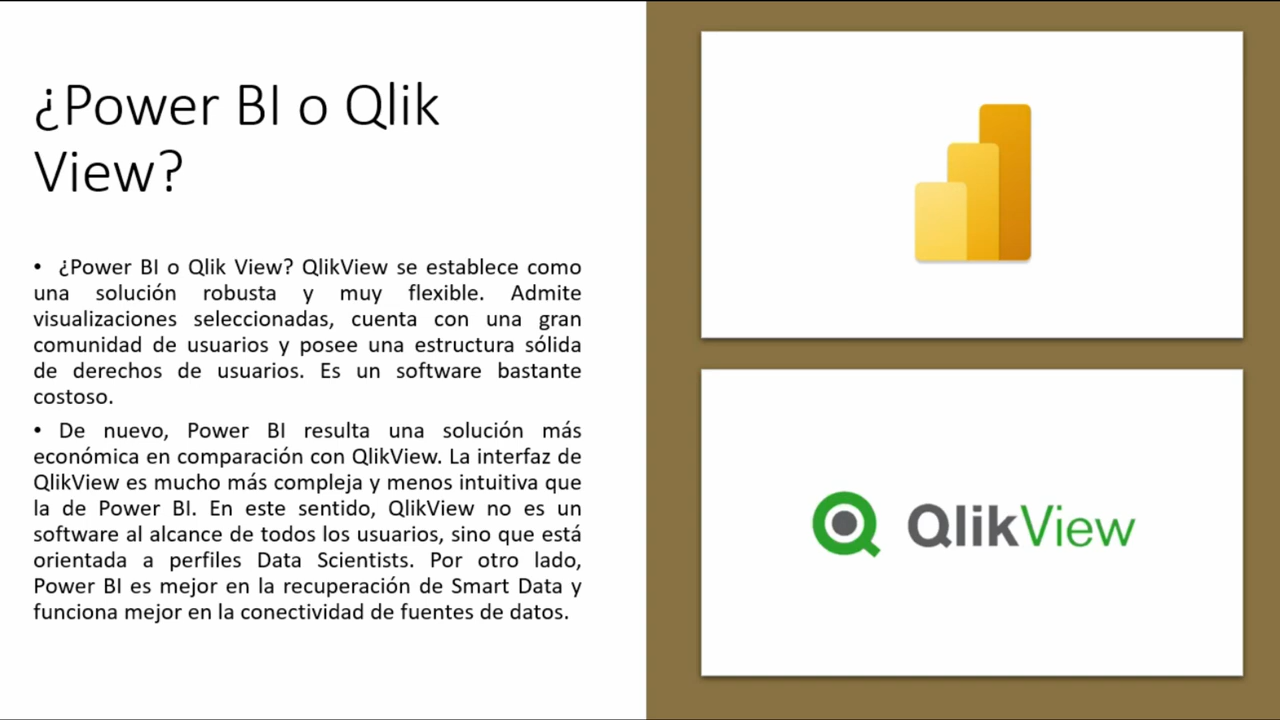 ¿Power BI o Qlik
View?
• ¿Power BI o Qlik View? QlikView se establece como
una solución robusta y muy flexible. Admite
visualizaciones seleccionadas, cuenta con una gran
comunidad de usuarios y posee una estructura sólida
de derechos de usuarios. Es un software bastante
costoso.
• De nuevo, Power BI resulta una solución más
económica en comparación con QlikView. La interfaz de
QlikView es mucho más compleja y menos intuitiva que
la de Power BI. En este sentido, QlikView no es un
software al alcance de todos los usuarios, sino que está
orientada a perfiles Data Scientists. Por otro lado,
Power BI es mejor en la recuperación de Smart Data y
funciona mejor en la conectividad de fuentes de datos.
QlikView